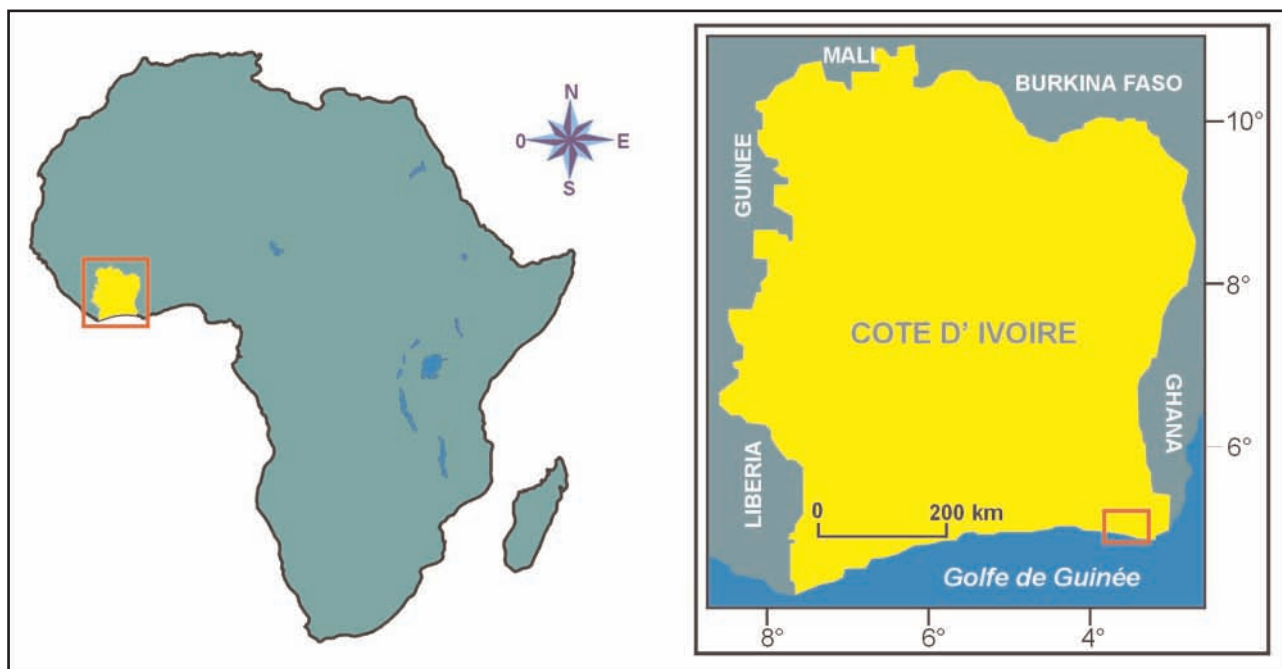 N
0 E
S
MALI
BURKINA FASO
10°
GUINEE
8°
COTE D' IVOIRE
GHANA
6°
LIBERIA
0 200 km
Golfe de Guinée
8° 6° 4°